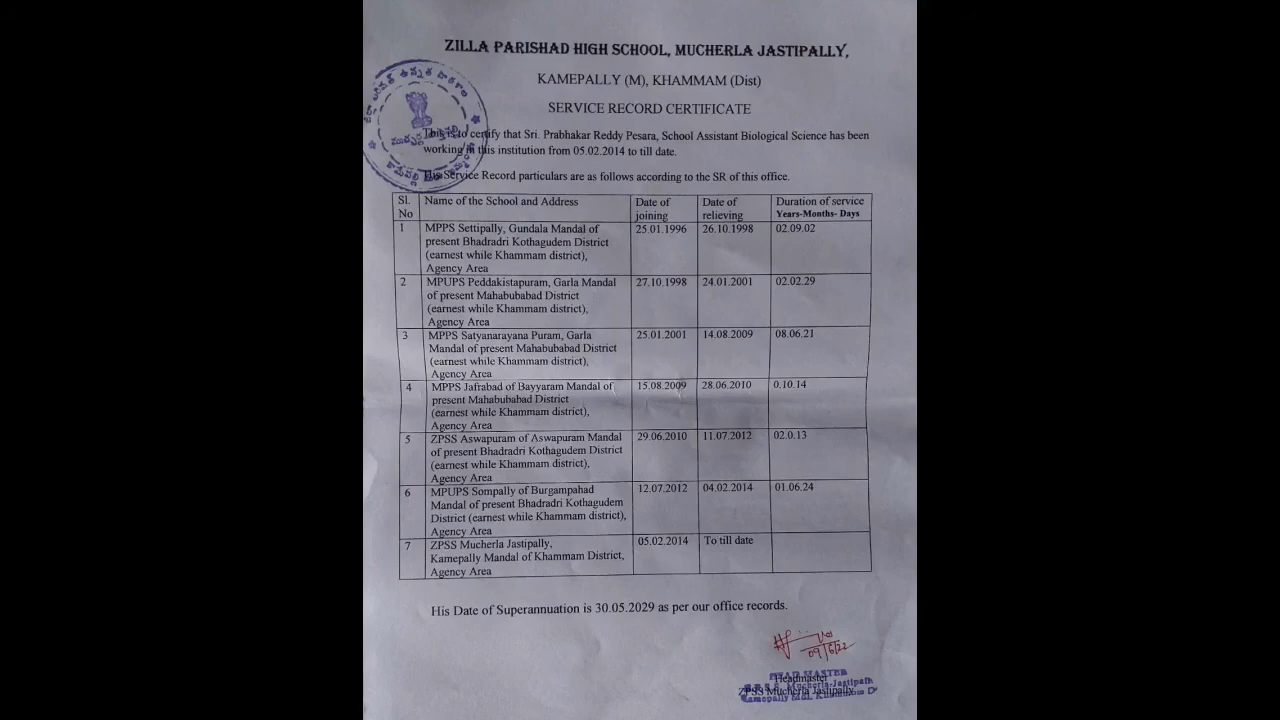 ZILLA PARISHAD HIGH SCHOOL, MUCHERLA JASTIPALLY,
KAMEPALLY (M), KHAMMAM (Dist)
SERVICE RECORD CERTIFICATE
This is to certify that Sri. Prabhakar Reddy Pesara, School Assistant Biological Science has been
working in this institution from 05.02.2014 to till date.
His Service Record particulars are as follows according to the SR of this office.
Sl. No Name of the School and Address Date of joining Date of relieving Duration of service Years-Months- Days
1 MPPS Settipally, Gundala Mandal of 25.01.1996 26.10.1998 02.09.02
present Bhadradri Kothagudem District
(earnest while Khammam district),
Agency Area
2 MPUPS Peddakistapuram, Garla Mandal 27.10.1998 24.01.2001 02.02.29
of present Mahabubabad District
(earnest while Khammam district),
Agency Area
3 MPPS Satyanarayana Puram, Garla 25.01.2001 14.08.2009 08.06.21
Mandal of present Mahabubabad District
(earnest while Khammam district),
Agency Area
4 MPPS Jafrabad of Bayyaram Mandal of 15.08.2009 28.06.2010 0.10.14
present Mahabubabad District
(earnest while Khammam district),
Agency Area
5 ZPSS Aswapuram of Aswapuram Mandal 29.06.2010 11.07.2012 02.0.13
of present Bhadradri Kothagudem District
(earnest while Khammam district),
Agency Area
6 MPUPS Sompally of Burgampahad 12.07.2012 04.02.2014 01.06.24
Mandal of present Bhadradri Kothagudem
District (earnest while Khammam district),
Agency Area
7 ZPSS Mucherla Jastipally, 05.02.2014 To till date
Kamepally Mandal of Khammam District,
Agency Area
His Date of Superannuation is 30.05.2029 as per our office records.
09/6/22
HEAD MASTER
Headmaster
ZPSS Mucherla Jastipally